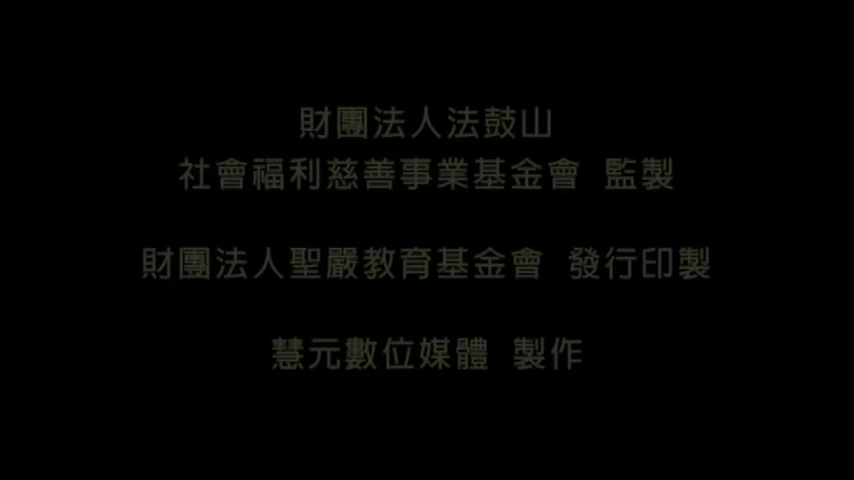 財團法人法鼓山
社會福利慈善事業基金會 監製
財團法人聖嚴教育基金會 發行印製
慧元數位媒體 製作